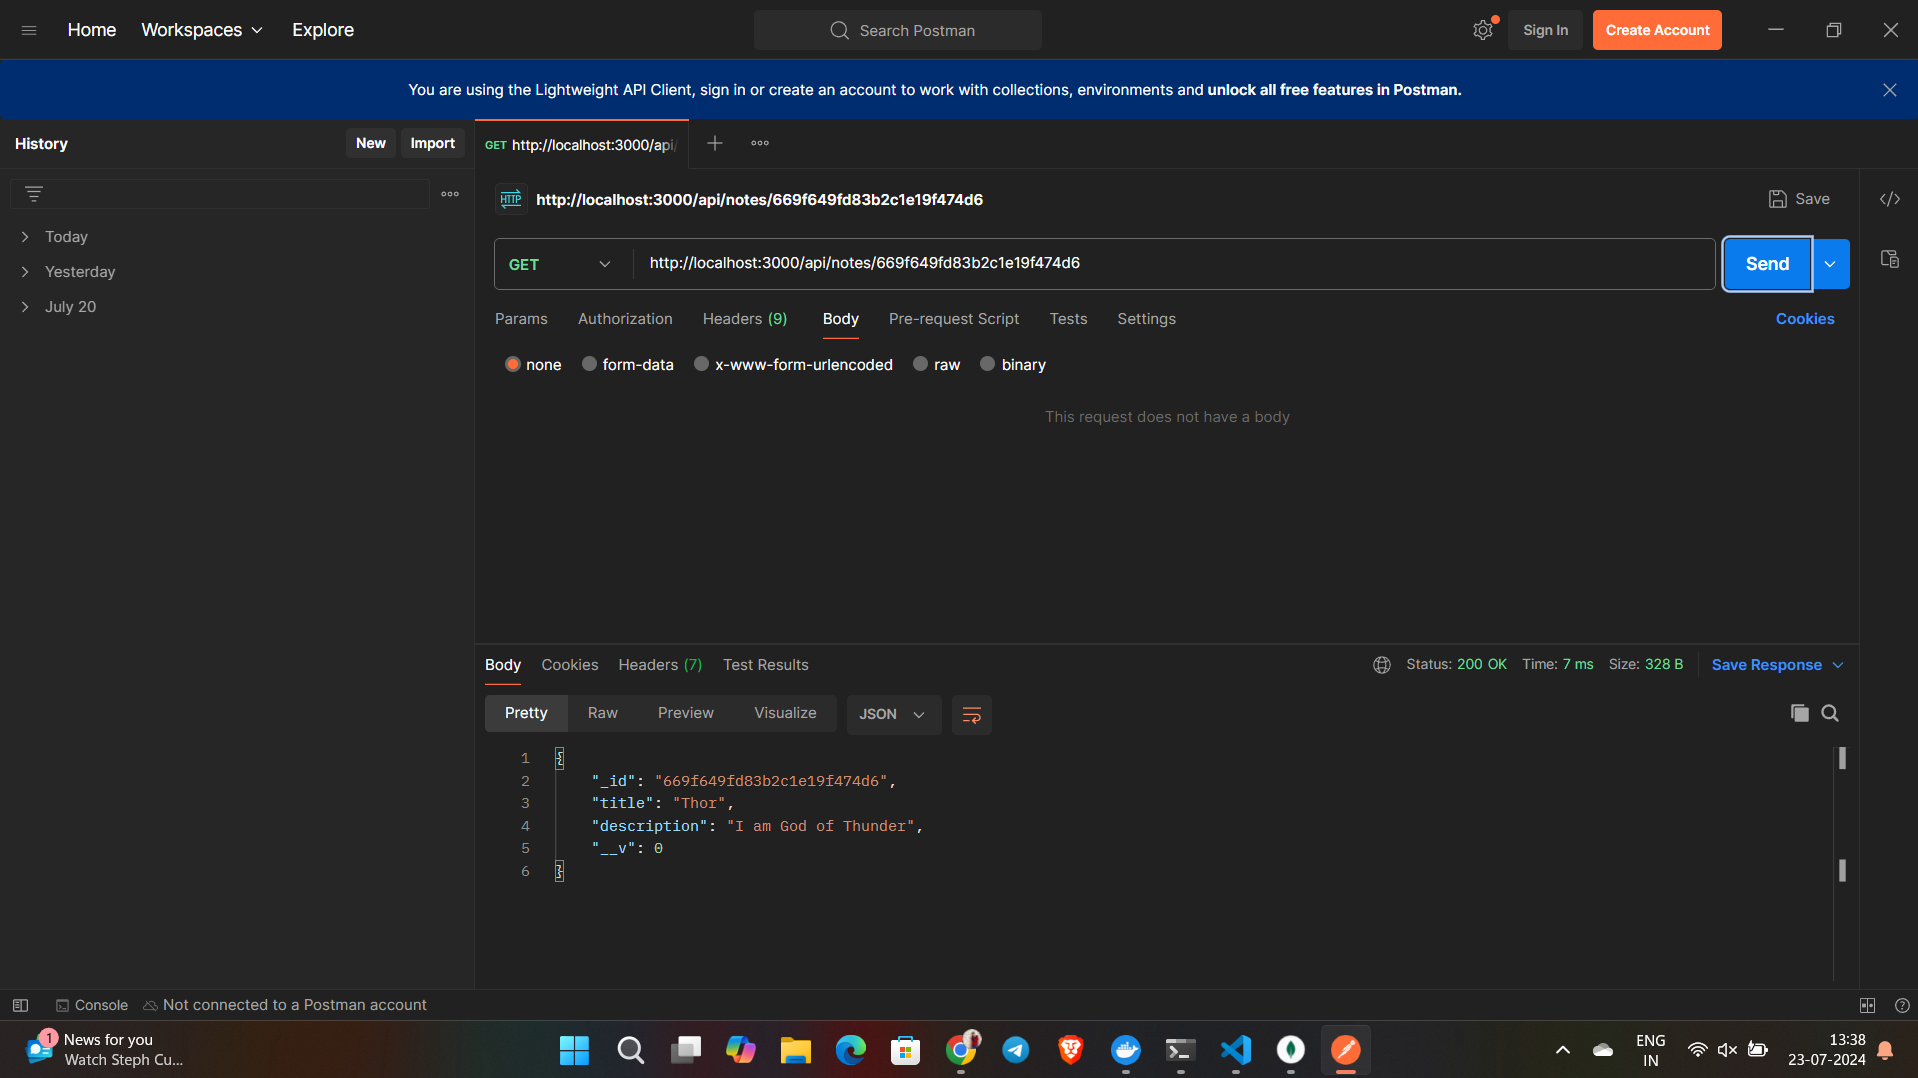 Home Workspaces Explore Search Postman Sign In Create Account
You are using the Lightweight API Client, sign in or create an account to work with collections, environments and unlock all free features in Postman.
History New Import
GET http://localhost:3000/api/
HTTP http://localhost:3000/api/notes/669f649fd83b2c1e19f474d6 Save
Today
Yesterday
July 20
GET http://localhost:3000/api/notes/669f649fd83b2c1e19f474d6 Send
Params Authorization Headers (9) Body Pre-request Script Tests Settings Cookies
none form-data x-www-form-urlencoded raw binary
This request does not have a body
Body Cookies Headers (7) Test Results Status: 200 OK Time: 7 ms Size: 328 B Save Response
Pretty Raw Preview Visualize JSON
1 {
2 "_id": "669f649fd83b2c1e19f474d6",
3 "title": "Thor",
4 "description": "I am God of Thunder",
5 "__v": 0
6 }
Console Not connected to a Postman account
1 News for you
Watch Steph Cu...
ENG
IN
13:38
23-07-2024